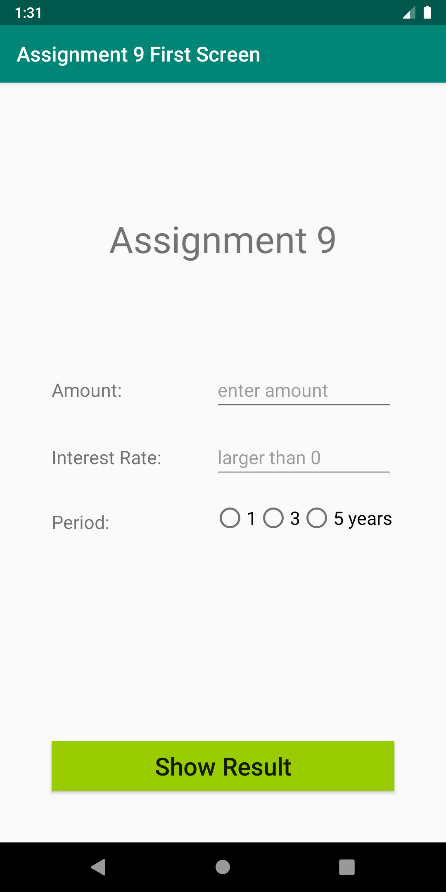 1:31
Assignment 9 First Screen
Assignment 9
Amount: enter amount
Interest Rate: larger than 0
Period: 1 3 5 years
Show Result